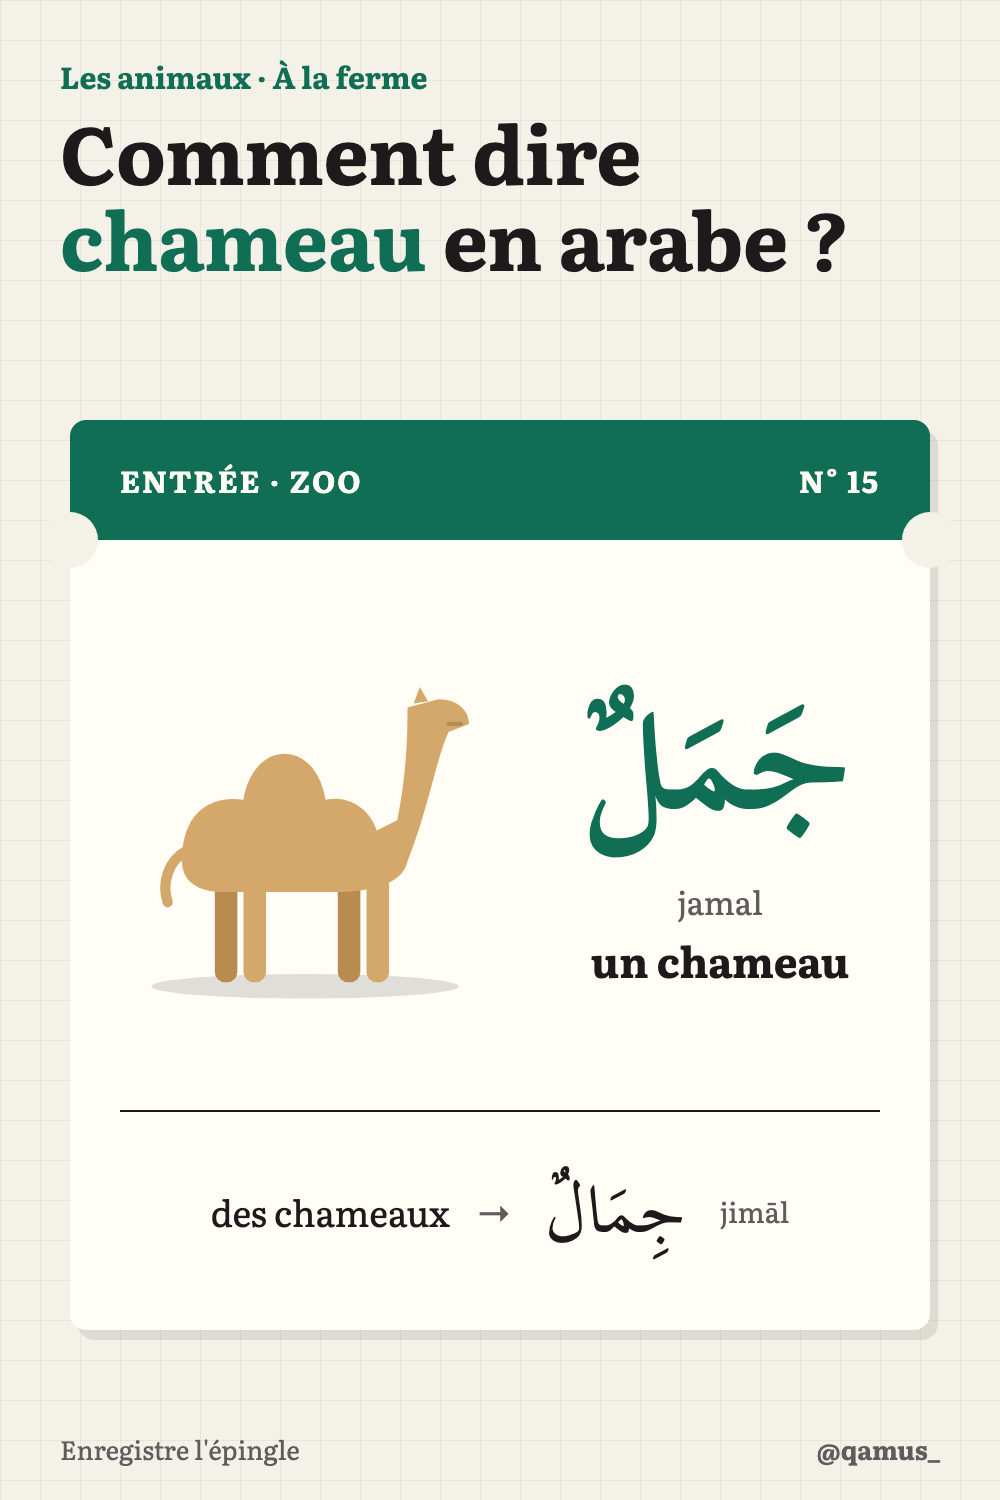 Les animaux · À la ferme
Comment dire
chameau en arabe ?
ENTRÉE · ZOO N° 15
جَمَلٌ
jamal
un chameau
des chameaux → جِمَالٌ jimāl
Enregistre l'épingle @qamus_